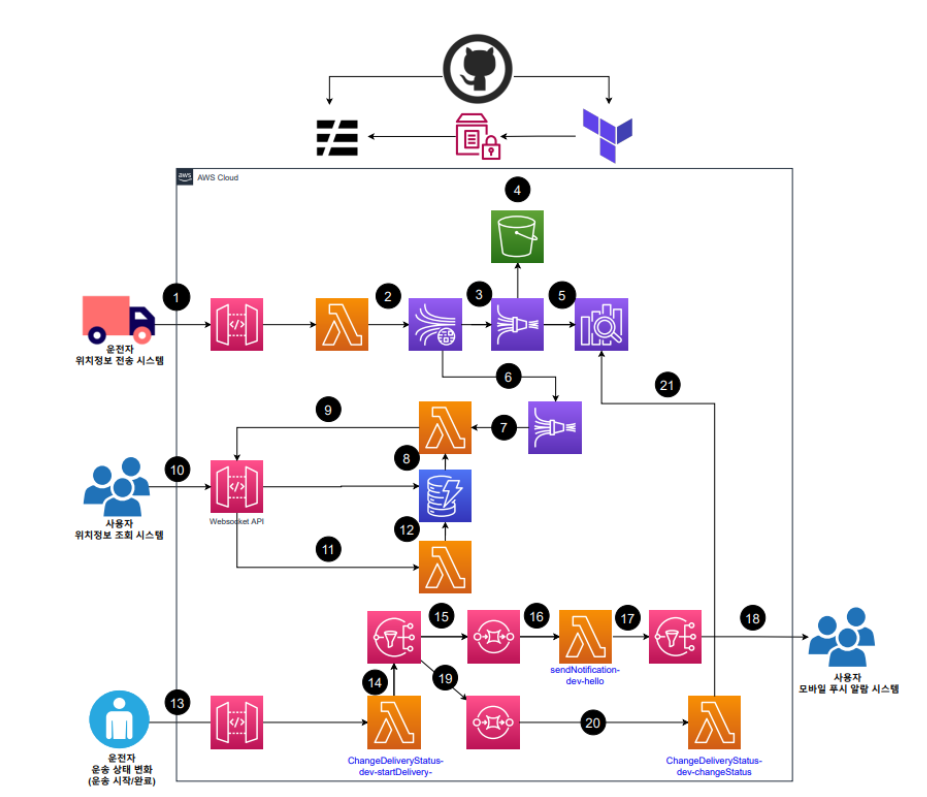 aws
AWS Cloud
4
1
2
3
5
운전자
위치정보 전송 시스템
6
21
9
7
8
10
Websocket API
사용자
위치정보 조회 시스템
12
11
15
16
17
18
sendNotification-
dev-hello
사용자
모바일 푸시 알람 시스템
14
19
13
20
운전자
운송 상태 변화
(운송 시작/완료)
ChangeDeliveryStatus-
dev-startDelivery-
ChangeDeliveryStatus-
dev-changeStatus